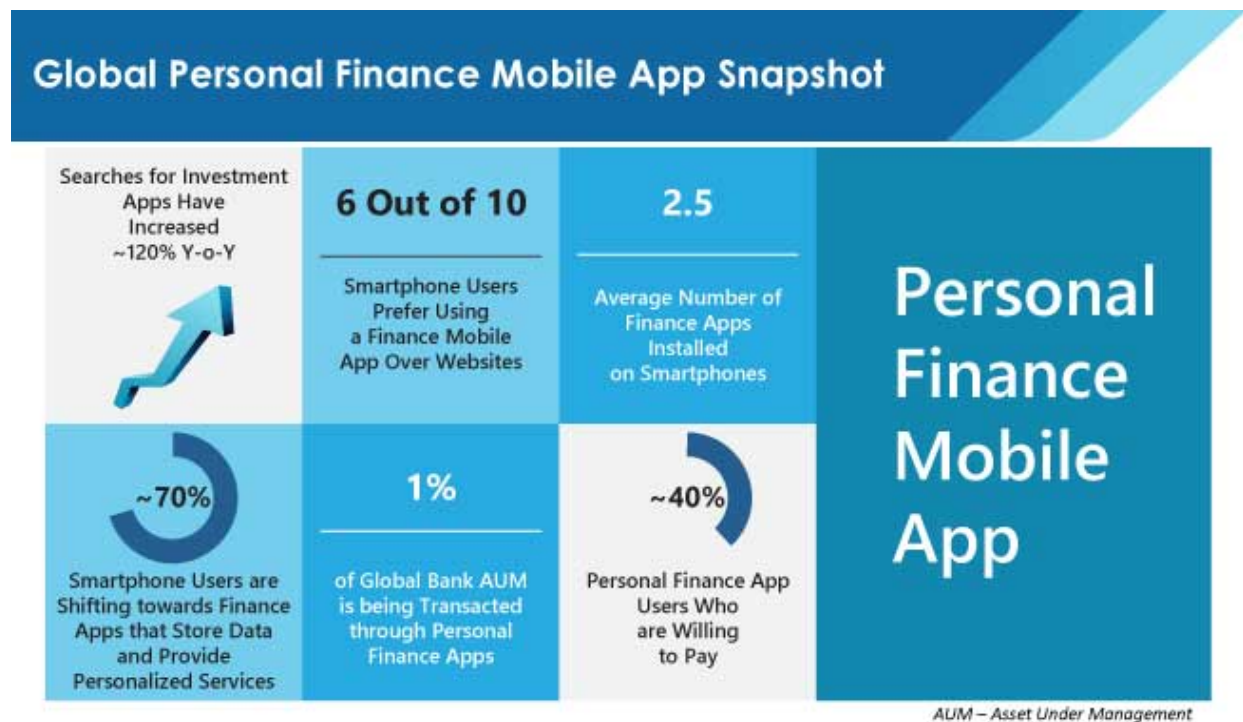 Global Personal Finance Mobile App Snapshot
Searches for Investment
Apps Have
Increased
~120% Y-o-Y
6 Out of 10
Smartphone Users
Prefer Using
a Finance Mobile
App Over Websites
2.5
Average Number of
Finance Apps
Installed
on Smartphones
~70%
Smartphone Users are
Shifting towards Finance
Apps that Store Data
and Provide
Personalized Services
1%
of Global Bank AUM
is being Transacted
through Personal
Finance Apps
~40%
Personal Finance App
Users Who
are Willing
to Pay
Personal
Finance
Mobile
App
AUM – Asset Under Management